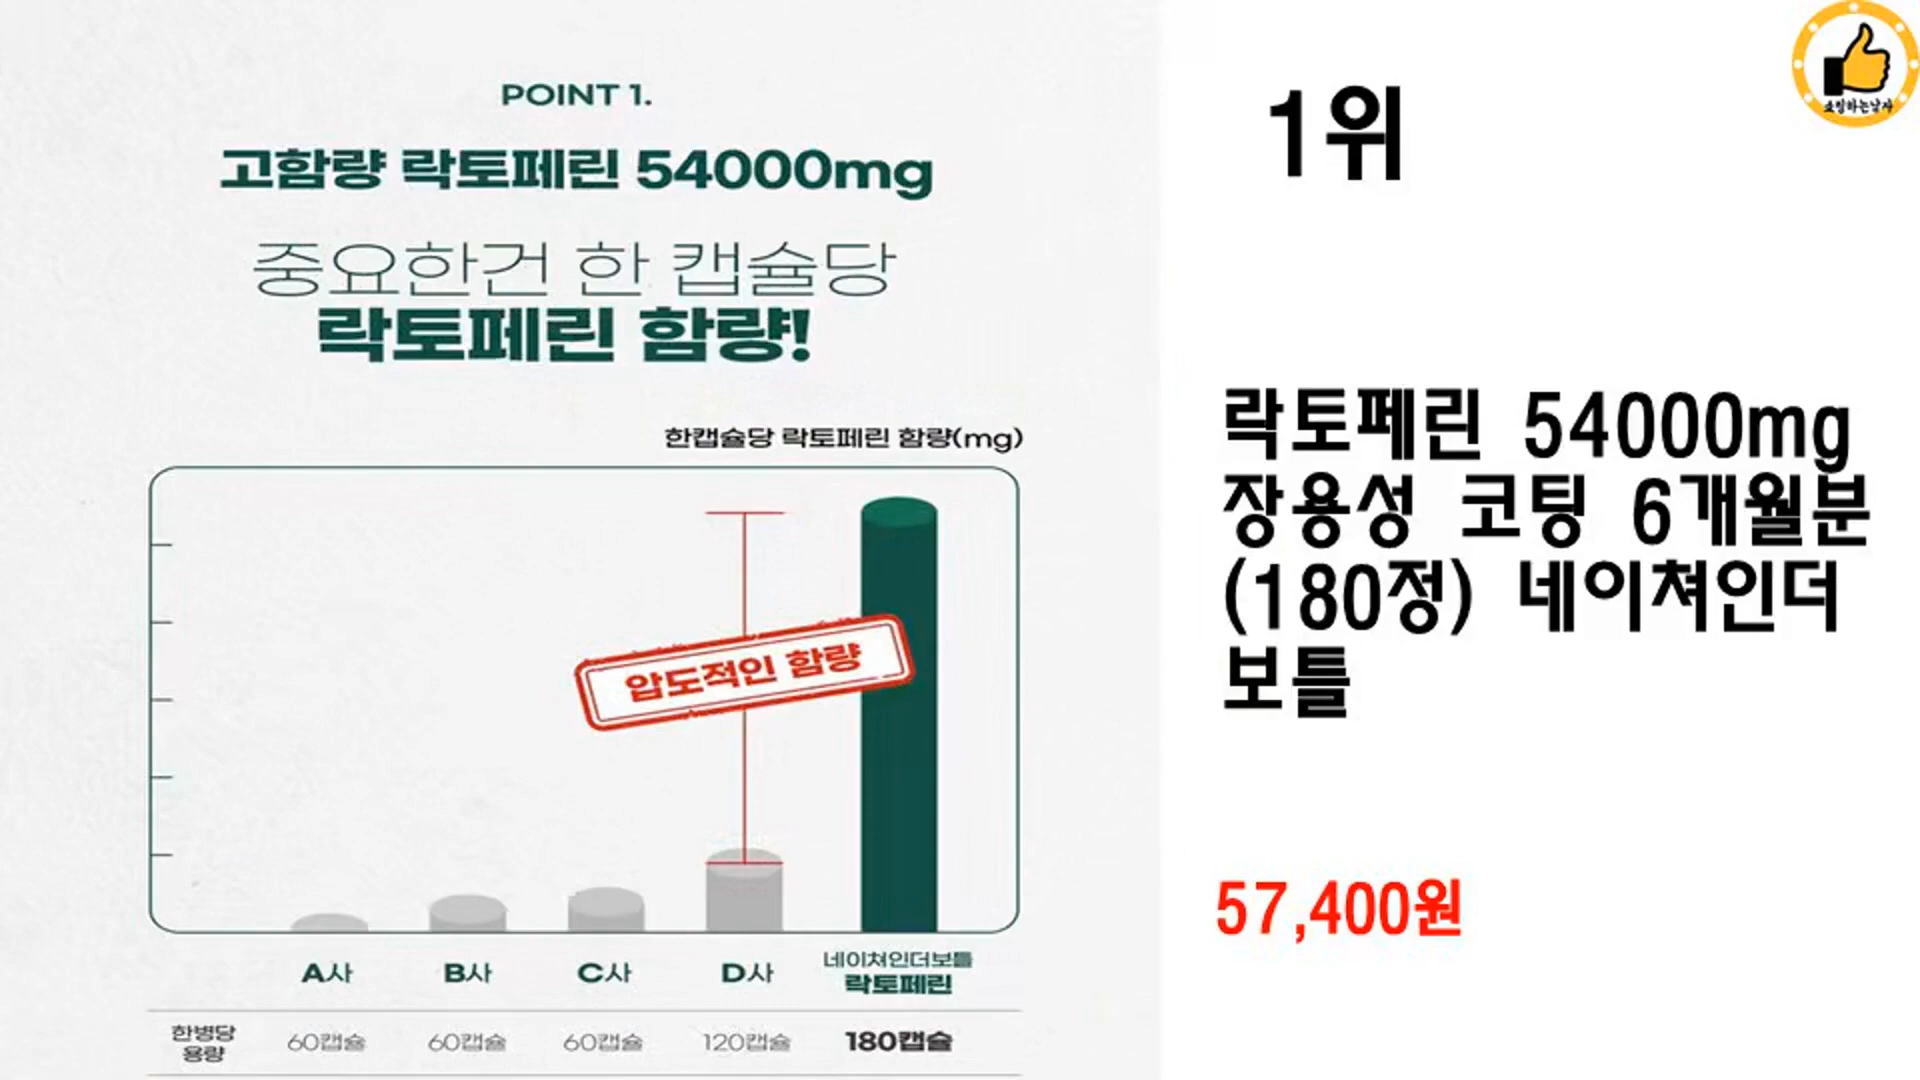 POINT 1.
고함량 락토페린 54000mg
중요한건 한 캡슐당
락토페린 함량!
한캡슐당 락토페린 함량(mg)
압도적인 함량
A사 B사 C사 D사 네이쳐인더보틀 락토페린
한병당 용량 60캡슐 60캡슐 60캡슐 120캡슐 180캡슐
1위
락토페린 54000mg
장용성 코팅 6개월분
(180정) 네이쳐인더
보틀
57,400원
쇼핑하는남자